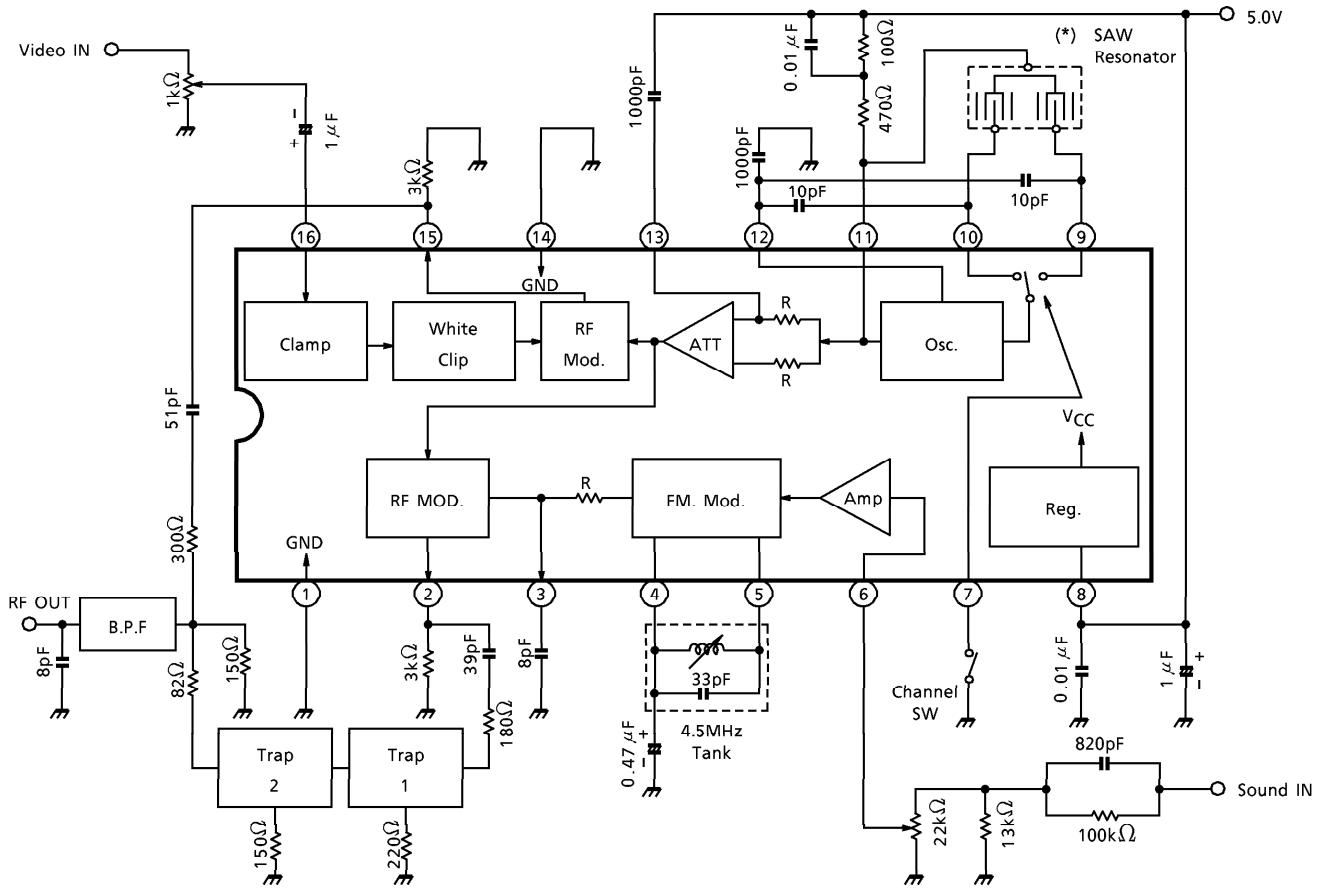 5.0V
Video IN
(*) SAW
Resonator
1kΩ
1μF
-
+
3kΩ
1000pF
0.01μF
100Ω
470Ω
1000pF
10pF
10pF
16
15
14
13
12
11
10
9
GND
Clamp
White
Clip
RF
Mod.
ATT
R
R
Osc.
51pF
VCC
RF MOD.
R
FM. Mod.
Amp
Reg.
300Ω
GND
1
2
3
4
5
6
7
8
RF OUT
B.P.F
8pF
82Ω
150Ω
3kΩ
39pF
8pF
33pF
180Ω
4.5MHz
Tank
0.47μF
+
-
Channel
SW
0.01μF
1μF
+
-
Trap
2
Trap
1
150Ω
220Ω
820pF
Sound IN
22kΩ
13kΩ
100kΩ